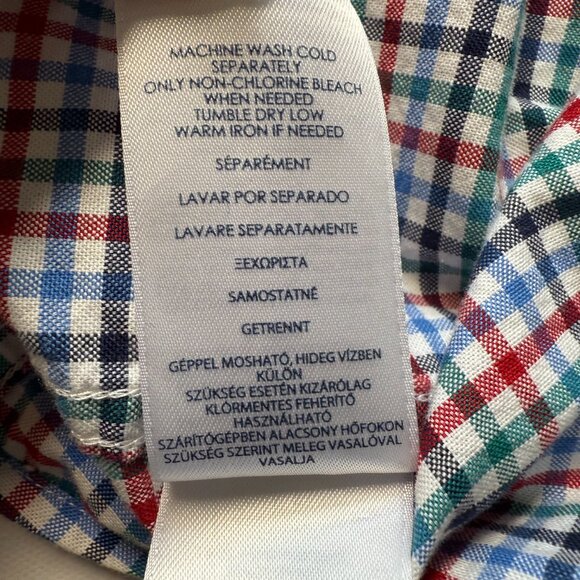 MACHINE WASH COLD
SEPARATELY
ONLY NON-CHLORINE BLEACH
WHEN NEEDED
TUMBLE DRY LOW
WARM IRON IF NEEDED
SÉPARÉMENT
LAVAR POR SEPARADO
LAVARE SEPARATAMENTE
ΞΕΧΩΡΙΣΤΑ
SAMOSTATNĚ
GETRENNT
GÉPPEL MOSHATÓ, HIDEG VÍZBEN
KÜLÖN
SZÜKSÉG ESETÉN KIZÁRÓLAG
KLÓRMENTES FEHÉRÍTŐ
HASZNÁLHATÓ
SZÁRÍTÓGÉPBEN ALACSONY HŐFOKON
SZÜKSÉG SZERINT MELEG VASALÓVAL
VASALJA